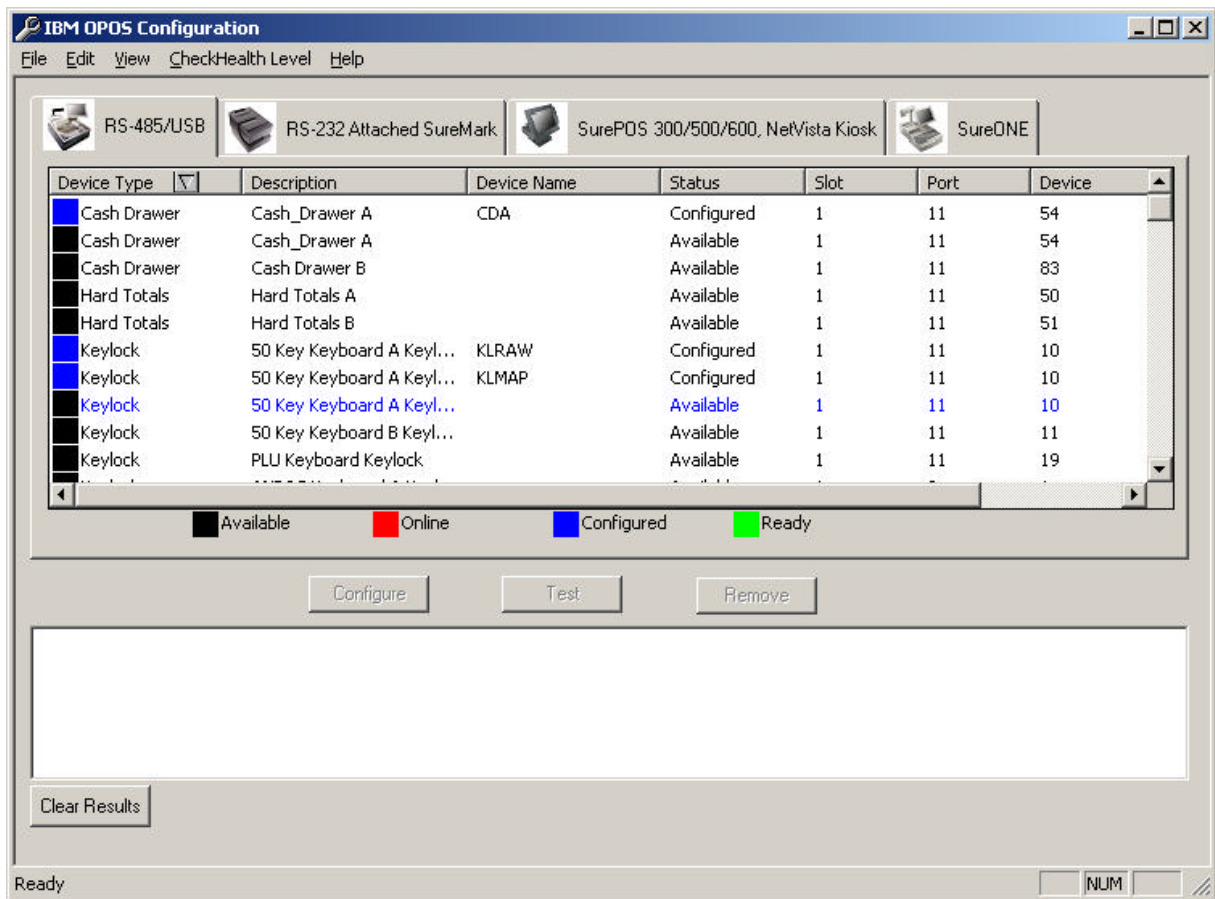 IBM OPOS Configuration
File Edit View CheckHealth Level Help
RS-485/USB RS-232 Attached SureMark SurePOS 300/500/600, NetVista Kiosk SureONE
Device Type Description Device Name Status Slot Port Device
Cash Drawer Cash_Drawer A CDA Configured 1 11 54
Cash Drawer Cash_Drawer A Available 1 11 54
Cash Drawer Cash Drawer B Available 1 11 83
Hard Totals Hard Totals A Available 1 11 50
Hard Totals Hard Totals B Available 1 11 51
Keylock 50 Key Keyboard A Keyl... KLRAW Configured 1 11 10
Keylock 50 Key Keyboard A Keyl... KLMAP Configured 1 11 10
Keylock 50 Key Keyboard A Keyl... Available 1 11 10
Keylock 50 Key Keyboard B Keyl... Available 1 11 11
Keylock PLU Keyboard Keylock Available 1 11 19
Available Online Configured Ready
Configure Test Remove
Clear Results
Ready NUM